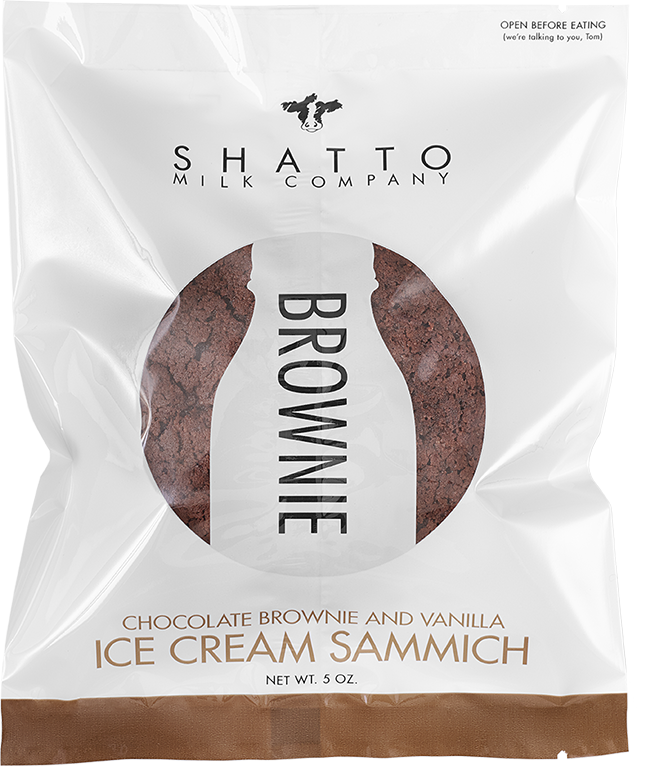 OPEN BEFORE EATING
(we're talking to you, Tom)
SHATTO
MILK COMPANY
BROWNIE
CHOCOLATE BROWNIE AND VANILLA
ICE CREAM SAMMICH
NET WT. 5 OZ.